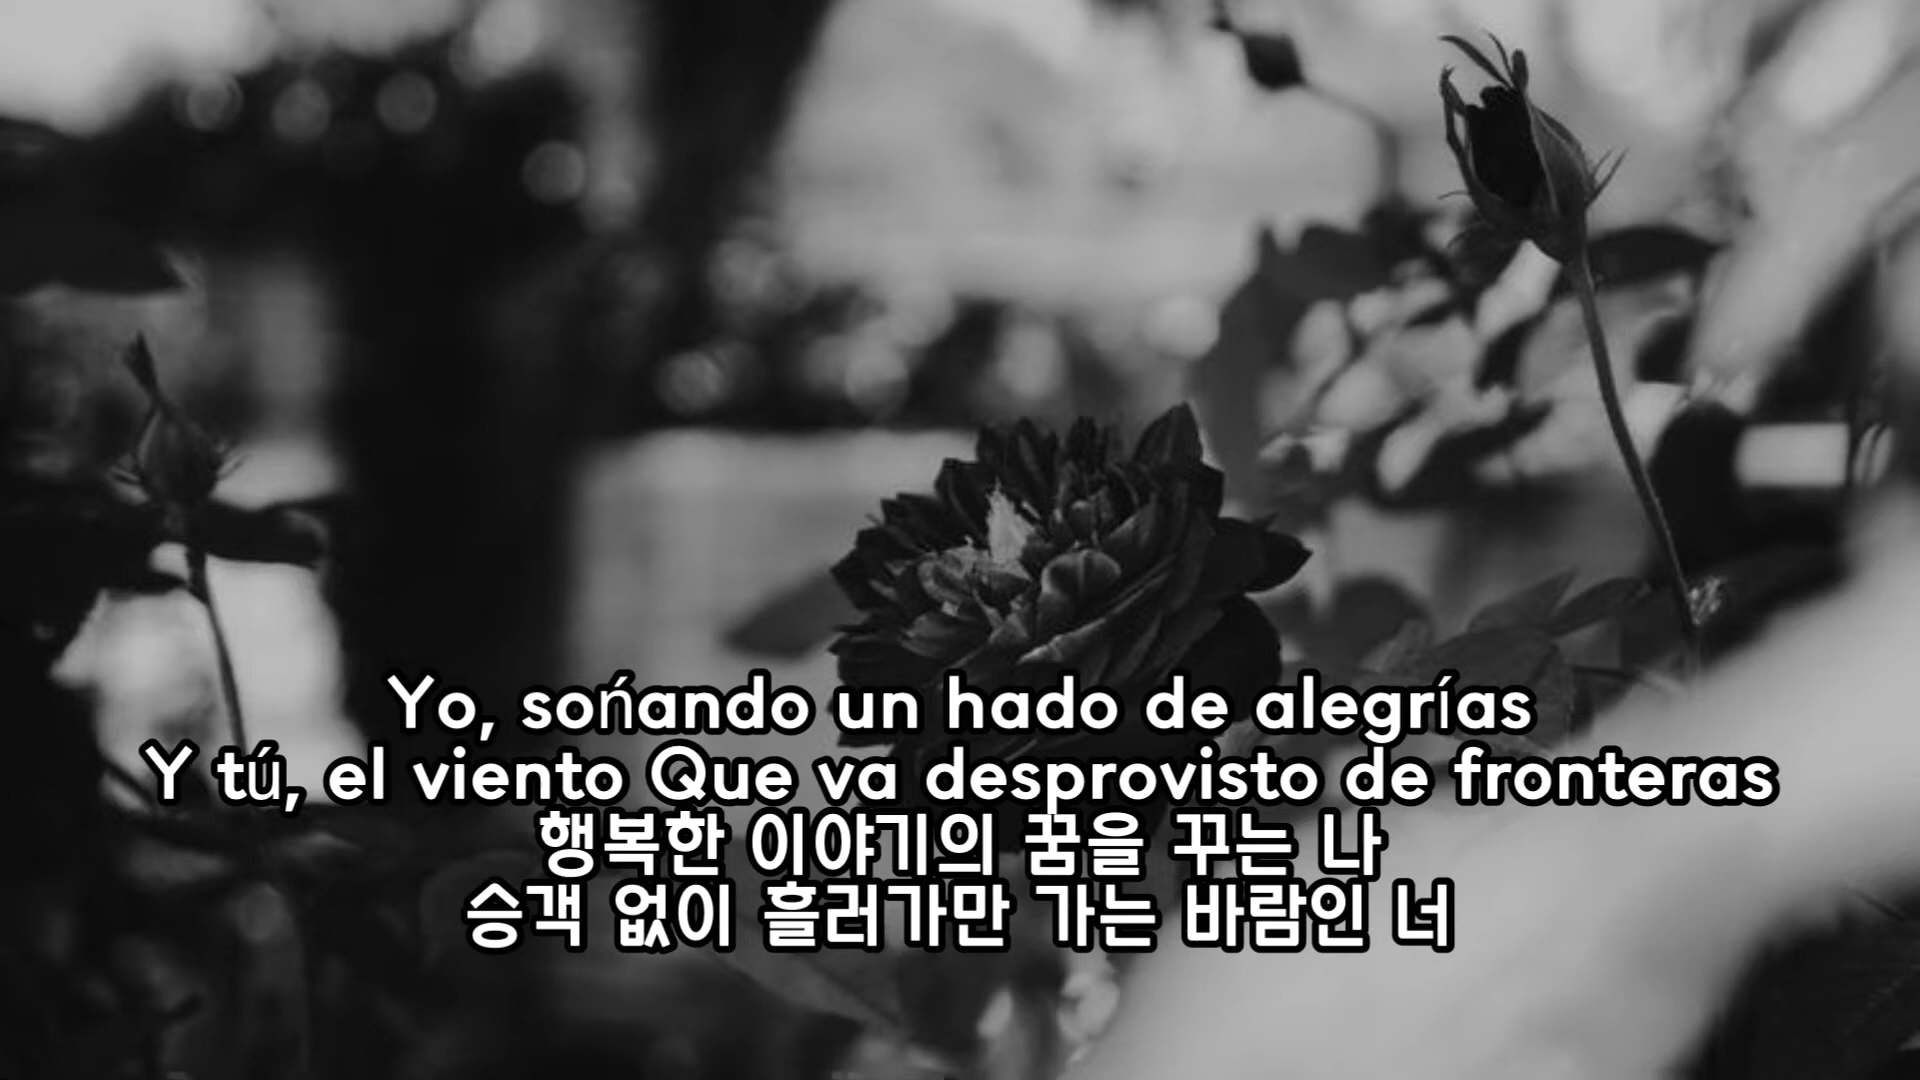 Yo, sońando un hado de alegrías
Y tú, el viento Que va desprovisto de fronteras
행복한 이야기의 꿈을 꾸는 나
승객 없이 흘러가만 가는 바람인 너